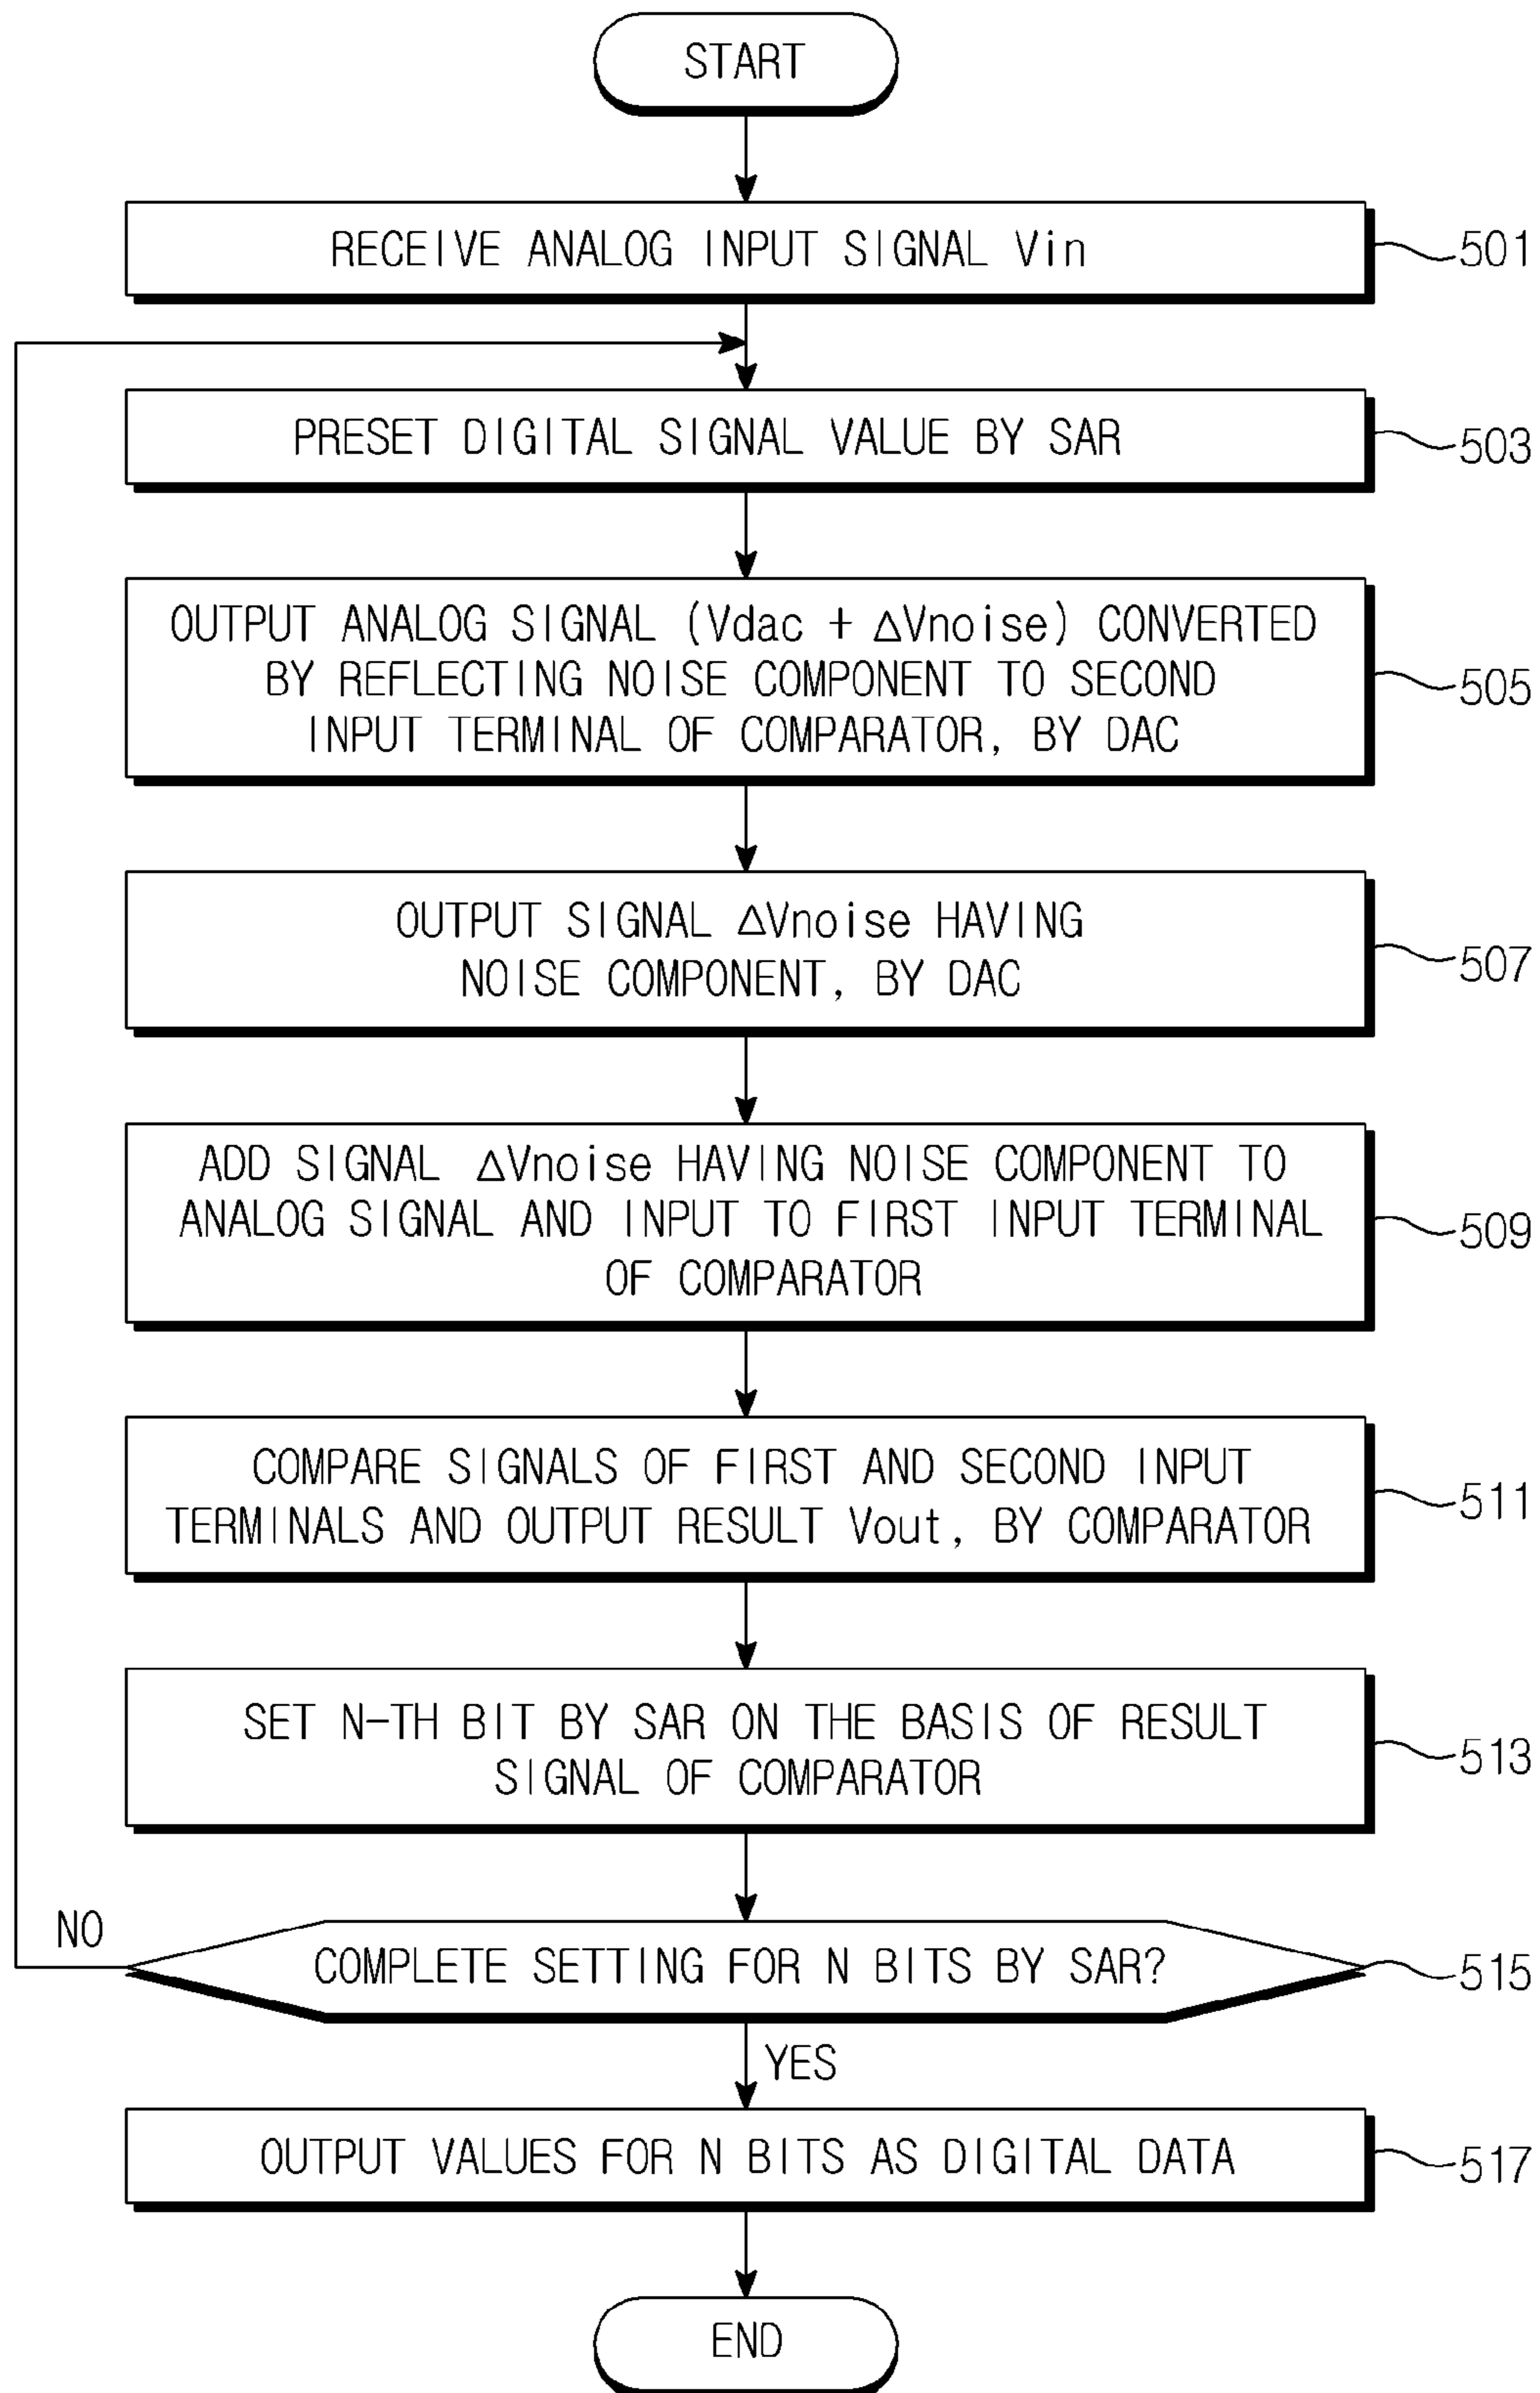 START
RECEIVE ANALOG INPUT SIGNAL Vin
501
PRESET DIGITAL SIGNAL VALUE BY SAR
503
OUTPUT ANALOG SIGNAL (Vdac + ΔVnoise) CONVERTED
BY REFLECTING NOISE COMPONENT TO SECOND
INPUT TERMINAL OF COMPARATOR, BY DAC
505
OUTPUT SIGNAL ΔVnoise HAVING
NOISE COMPONENT, BY DAC
507
ADD SIGNAL ΔVnoise HAVING NOISE COMPONENT TO
ANALOG SIGNAL AND INPUT TO FIRST INPUT TERMINAL
OF COMPARATOR
509
COMPARE SIGNALS OF FIRST AND SECOND INPUT
TERMINALS AND OUTPUT RESULT Vout, BY COMPARATOR
511
SET N-TH BIT BY SAR ON THE BASIS OF RESULT
SIGNAL OF COMPARATOR
513
NO
COMPLETE SETTING FOR N BITS BY SAR?
515
YES
OUTPUT VALUES FOR N BITS AS DIGITAL DATA
517
END